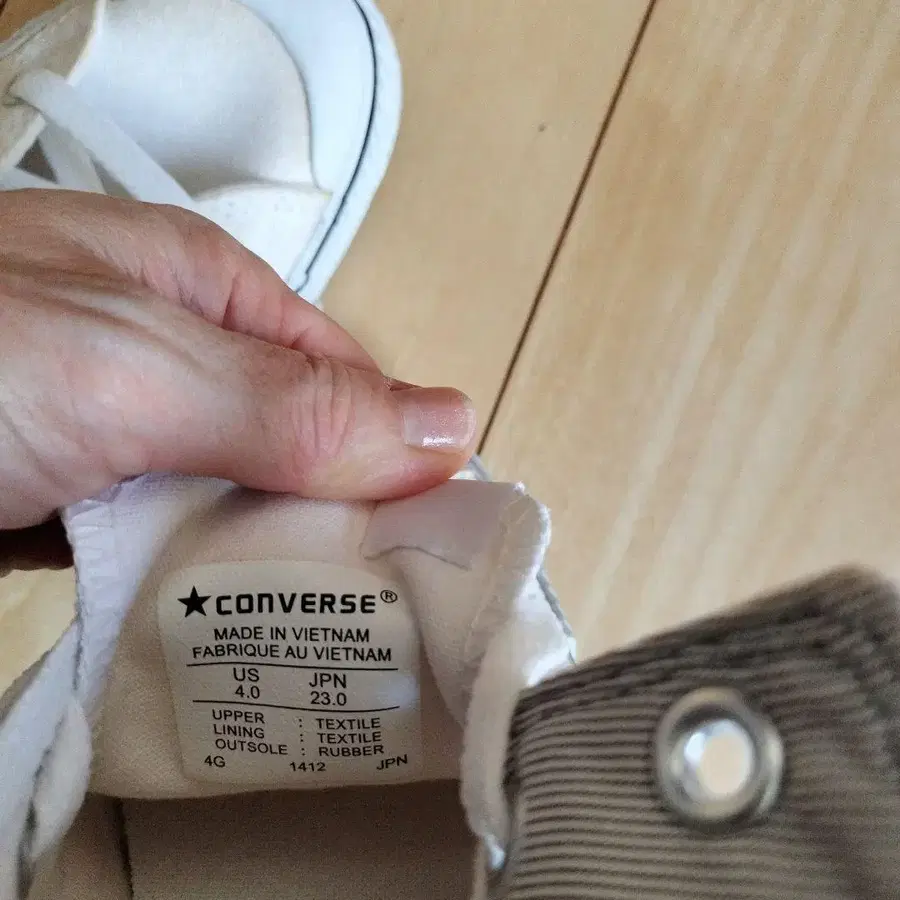 ★CONVERSE®
MADE IN VIETNAM
FABRIQUE AU VIETNAM
US JPN
4.0 23.0
UPPER : TEXTILE
LINING : TEXTILE
OUTSOLE : RUBBER
4G 1412 JPN